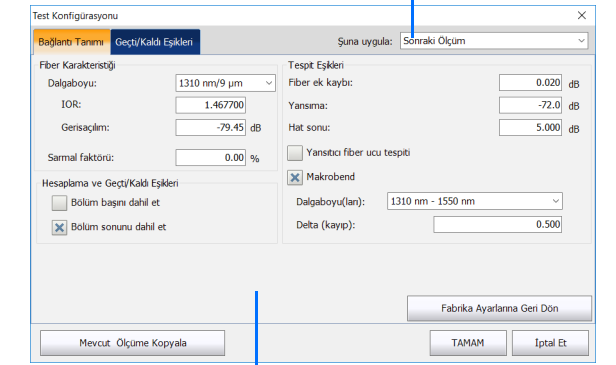 Test Konfigürasyonu
Bağlantı Tanımı Geçti/Kaldı Eşikleri Şuna uygula: Sonraki Ölçüm
Fiber Karakteristiği
Dalgaboyu: 1310 nm/9 µm
IOR: 1.467700
Gerisaçılım: -79.45 dB
Sarmal faktörü: 0.00 %
Hesaplama ve Geçti/Kaldı Eşikleri
Bölüm başını dahil et
Bölüm sonunu dahil et
Tespit Eşikleri
Fiber ek kaybı: 0.020 dB
Yansıma: -72.0 dB
Hat sonu: 5.000 dB
Yansıtıcı fiber ucu tespiti
Makrobend
Dalgaboyu(ları): 1310 nm - 1550 nm
Delta (kayıp): 0.500
Fabrika Ayarlarına Geri Dön
Mevcut Ölçüme Kopyala TAMAM İptal Et